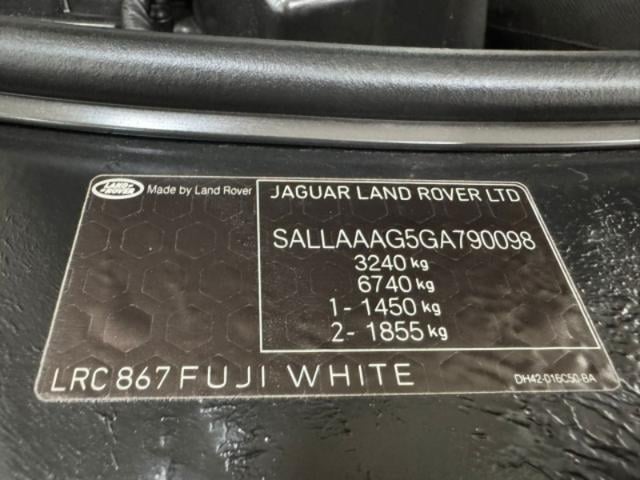 LAND ROVER
Made by Land Rover
JAGUAR LAND ROVER LTD
SALLAAAG5GA790098
3240 kg
6740 kg
1- 1450 kg
2- 1855 kg
LRC 867 FUJI WHITE
DH42-016C50-BA